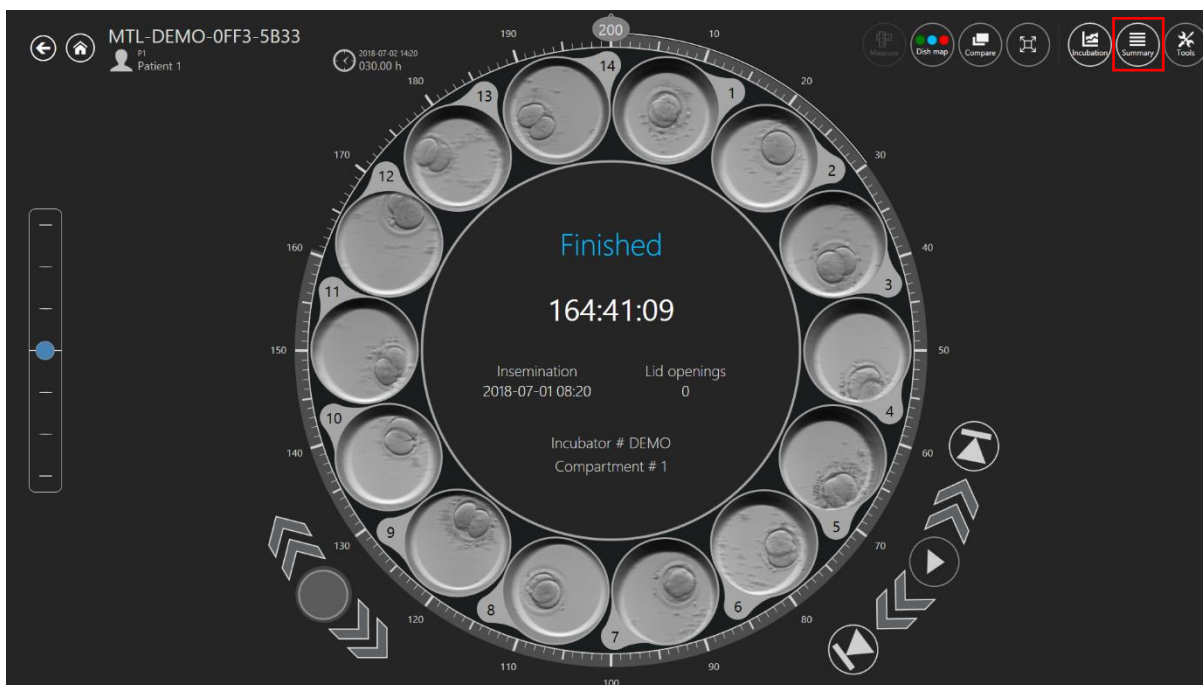 MTL-DEMO-0FF3-5B33
P1
Patient 1
2018-07-02 14:20
030.00 h
Measure
Dish map
Compare
Incubation
Summary
Tools
200
10
20
30
40
50
60
70
80
90
100
110
120
130
140
150
160
170
180
190
1
2
3
4
5
6
7
8
9
10
11
12
13
14
Finished
164:41:09
Insemination
2018-07-01 08:20
Lid openings
0
Incubator # DEMO
Compartment # 1